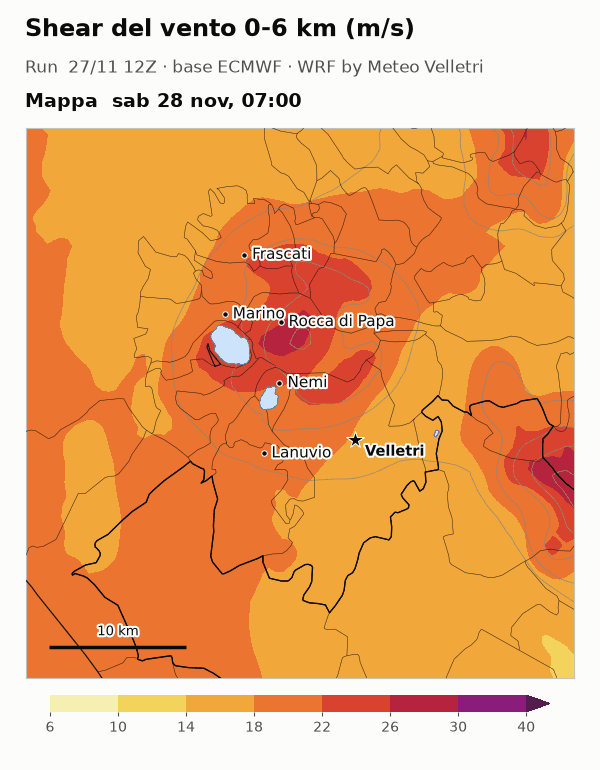 Shear del vento 0-6 km (m/s)
Run  27/11 12Z · base ECMWF · WRF by Meteo Velletri
Mappa  sab 28 nov, 07:00
Frascati
Marino
Rocca di Papa
Nemi
Velletri
Lanuvio
10 km
6 10 14 18 22 26 30 40